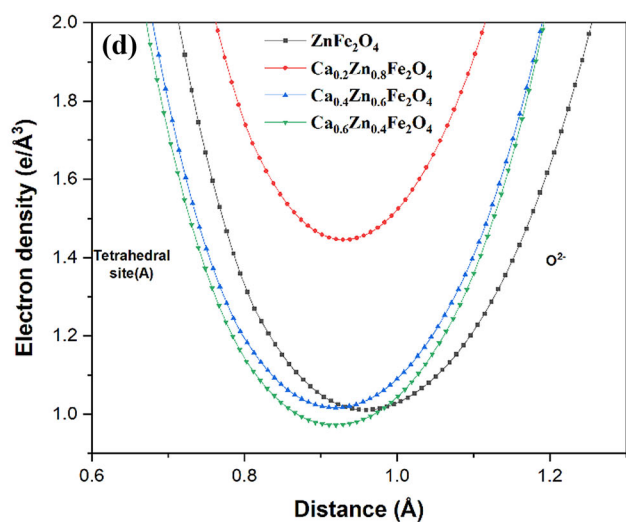 (d)
ZnFe₂O₄
Ca₀.₂Zn₀.₈Fe₂O₄
Ca₀.₄Zn₀.₆Fe₂O₄
Ca₀.₆Zn₀.₄Fe₂O₄
Electron density (e/Å³)
2.0
1.8
1.6
1.4
1.2
1.0
Tetrahedral
site(A)
O²⁻
0.6 0.8 1.0 1.2
Distance (Å)